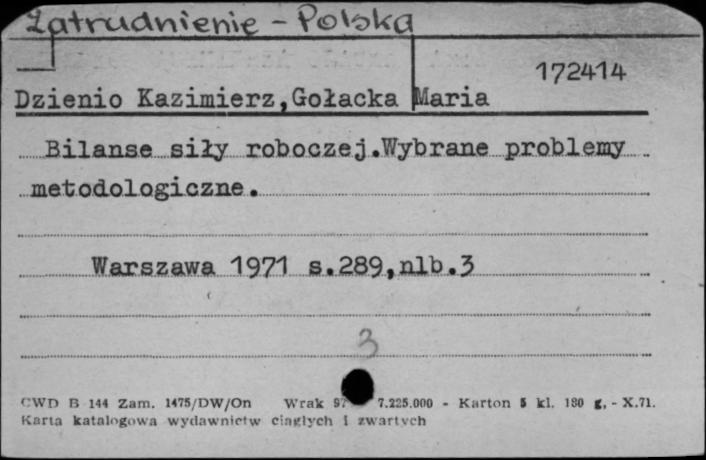 Zatrudnienie - Polska
172414
Dzienio Kazimierz,Gołacka Maria
Bilanse siły roboczej.Wybrane problemy
metodologiczne.
Warszawa 1971 s.289,nlb.3
3
CWD B 144 Zam. 1475/DW/On Wrak 7.225.000 - Karton 5 kl. 180 g, - X.71.
Karta katalogowa wydawnictw ciągłych i zwartych